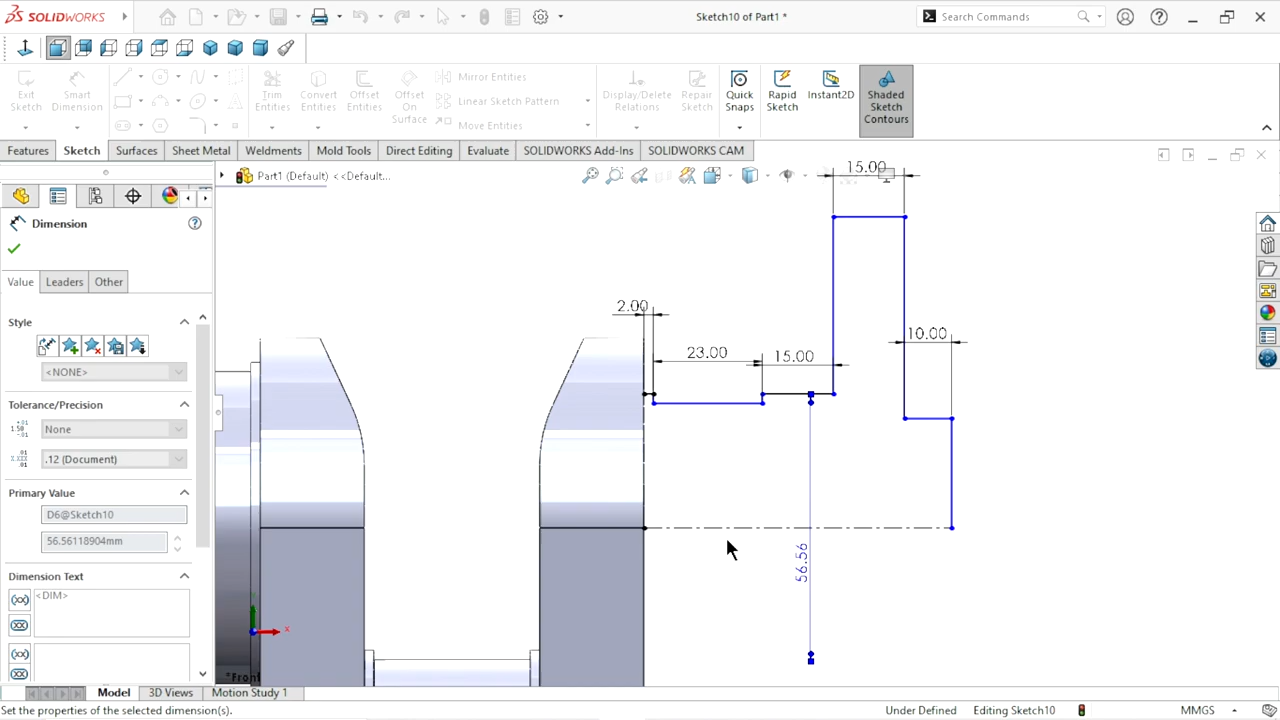 SOLIDWORKS
Sketch10 of Part1 *
Search Commands
Exit Sketch
Smart Dimension
Trim Entities
Convert Entities
Offset Entities
Offset On Surface
Mirror Entities
Linear Sketch Pattern
Move Entities
Display/Delete Relations
Repair Sketch
Quick Snaps
Rapid Sketch
Instant2D
Shaded Sketch Contours
Features
Sketch
Surfaces
Sheet Metal
Weldments
Mold Tools
Direct Editing
Evaluate
SOLIDWORKS Add-Ins
SOLIDWORKS CAM
Part1 (Default) <<Default...
Dimension
Value
Leaders
Other
Style
<NONE>
Tolerance/Precision
None
.12 (Document)
Primary Value
D6@Sketch10
56.56118904mm
Dimension Text
<DIM>
15.00
2.00
23.00
15.00
10.00
56.56
x
*Front
Model
3D Views
Motion Study 1
Set the properties of the selected dimension(s).
Under Defined
Editing Sketch10
MMGS